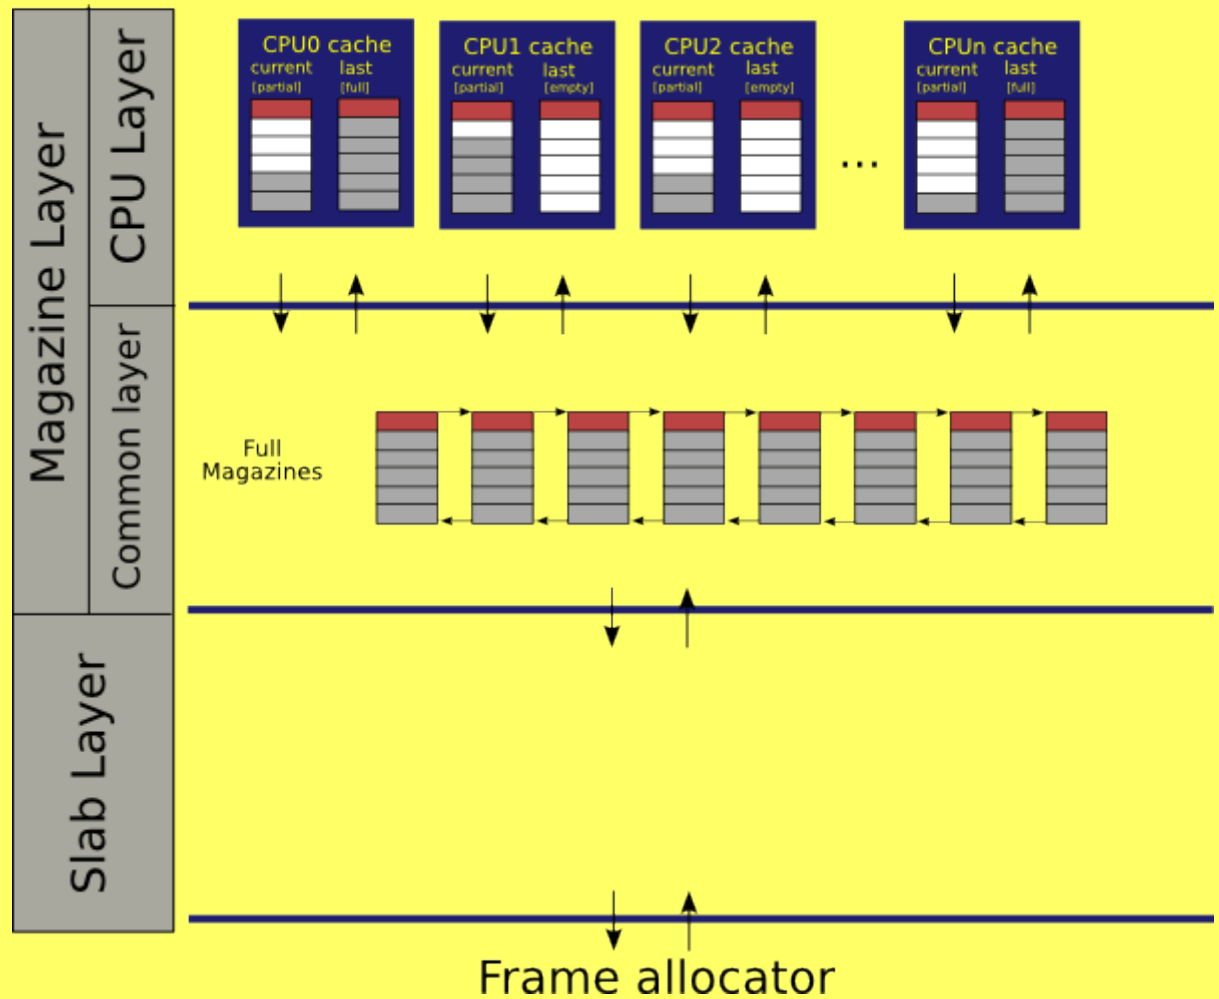 Magazine Layer
CPU Layer
CPU0 cache
current last
[partial] [full]
CPU1 cache
current last
[partial] [empty]
CPU2 cache
current last
[partial] [empty]
...
CPUn cache
current last
[partial] [full]
Common layer
Full
Magazines
Slab Layer
Frame allocator